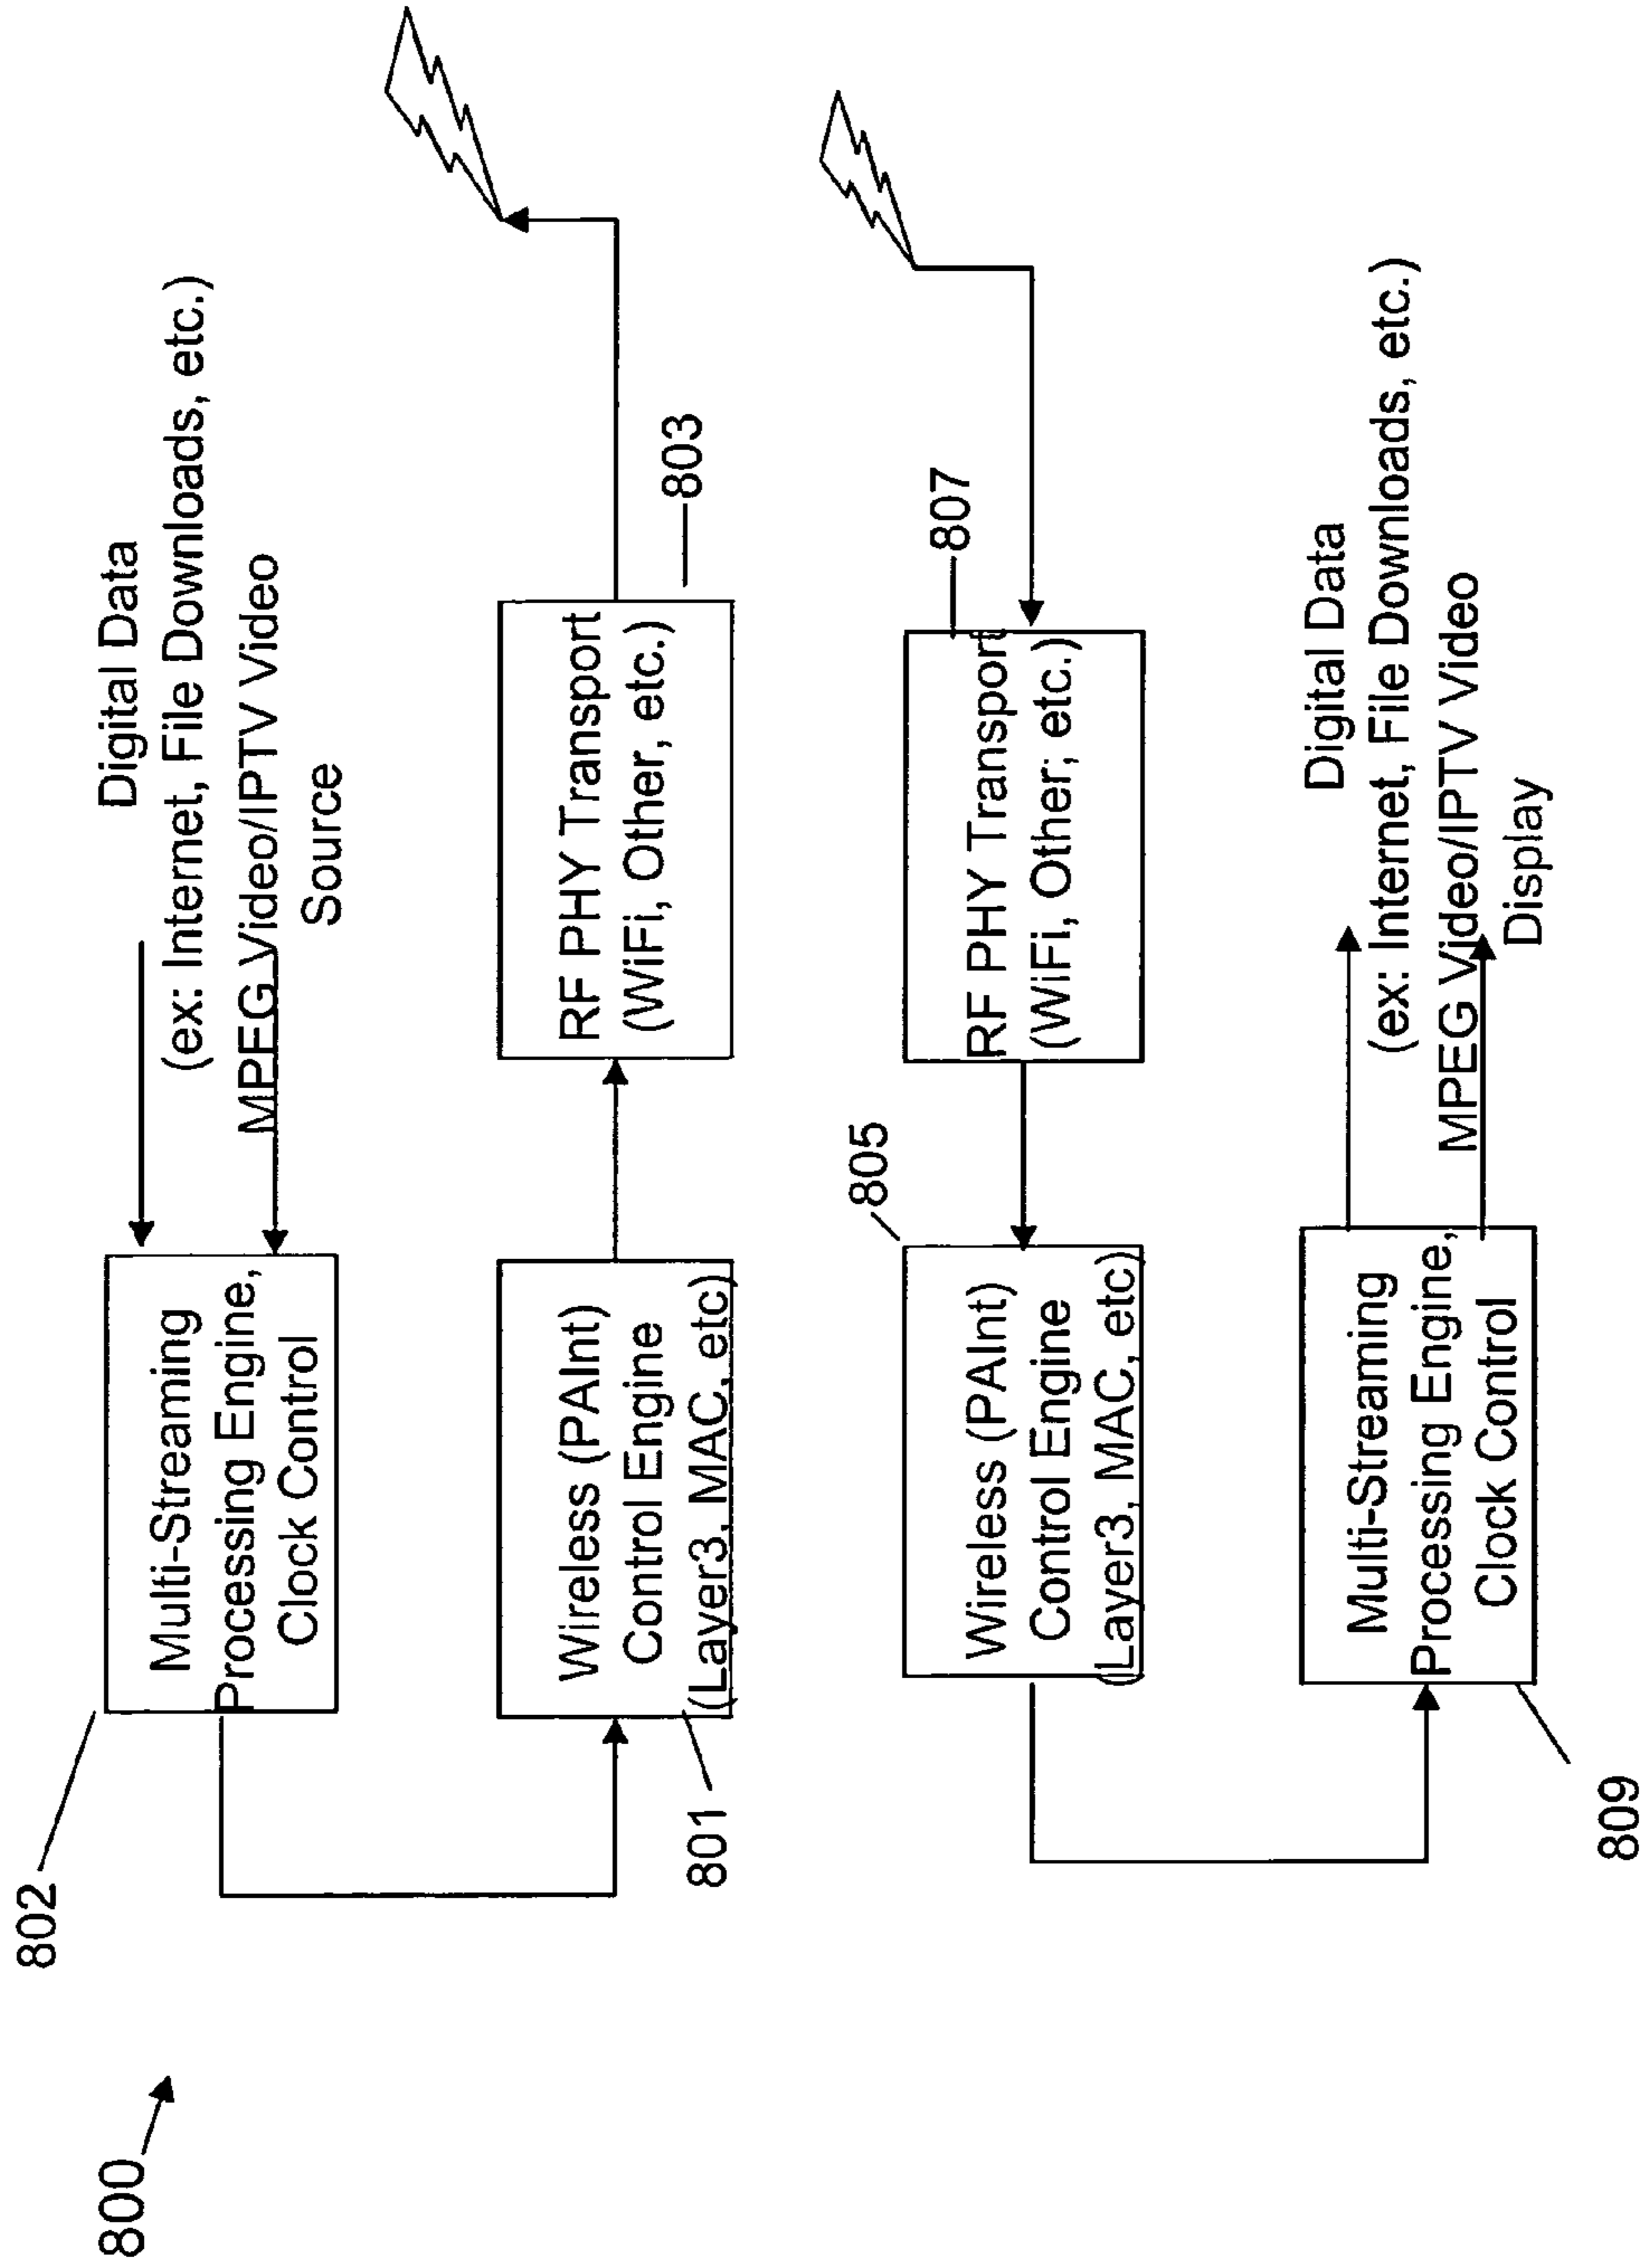 800
802
Multi-Streaming
Processing Engine,
Clock Control
Digital Data
(ex: Internet, File Downloads, etc.)
MPEG Video/IPTV Video
Source
Wireless (PAInt)
Control Engine
(Layer3, MAC, etc)
801
RF PHY Transport
(WiFi, Other, etc.)
803
805
Wireless (PAInt)
Control Engine
(Layer3, MAC, etc)
RF PHY Transport
(WiFi, Other, etc.)
807
Multi-Streaming
Processing Engine,
Clock Control
809
Digital Data
(ex: Internet, File Downloads, etc.)
MPEG Video/IPTV Video
Display